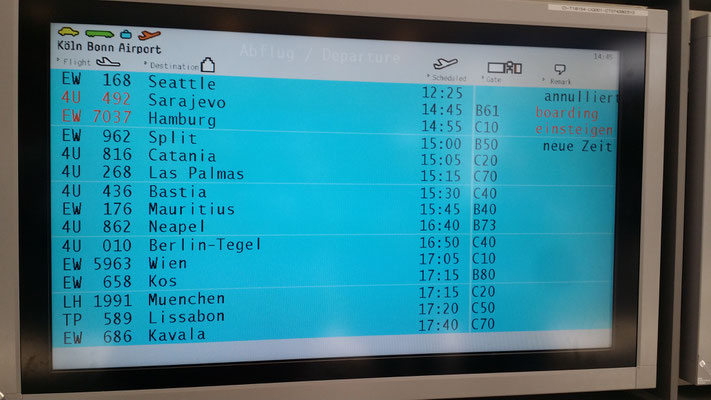 Köln Bonn Airport
Abflug / Departure
* Flight * Destination * Scheduled * Gate * Remark
EW 168 Seattle 12:25 annulliert
4U 492 Sarajevo 14:45 B61 boarding
EW 7037 Hamburg 14:55 C10 einsteigen
EW 962 Split 15:00 B50 neue Zeit
4U 816 Catania 15:05 C20
4U 268 Las Palmas 15:15 C70
4U 436 Bastia 15:30 C40
EW 176 Mauritius 15:45 B40
4U 862 Neapel 16:40 B73
4U 010 Berlin-Tegel 16:50 C40
EW 5963 Wien 17:05 C10
EW 658 Kos 17:15 B80
LH 1991 Muenchen 17:15 C20
TP 589 Lissabon 17:20 C50
EW 686 Kavala 17:40 C70